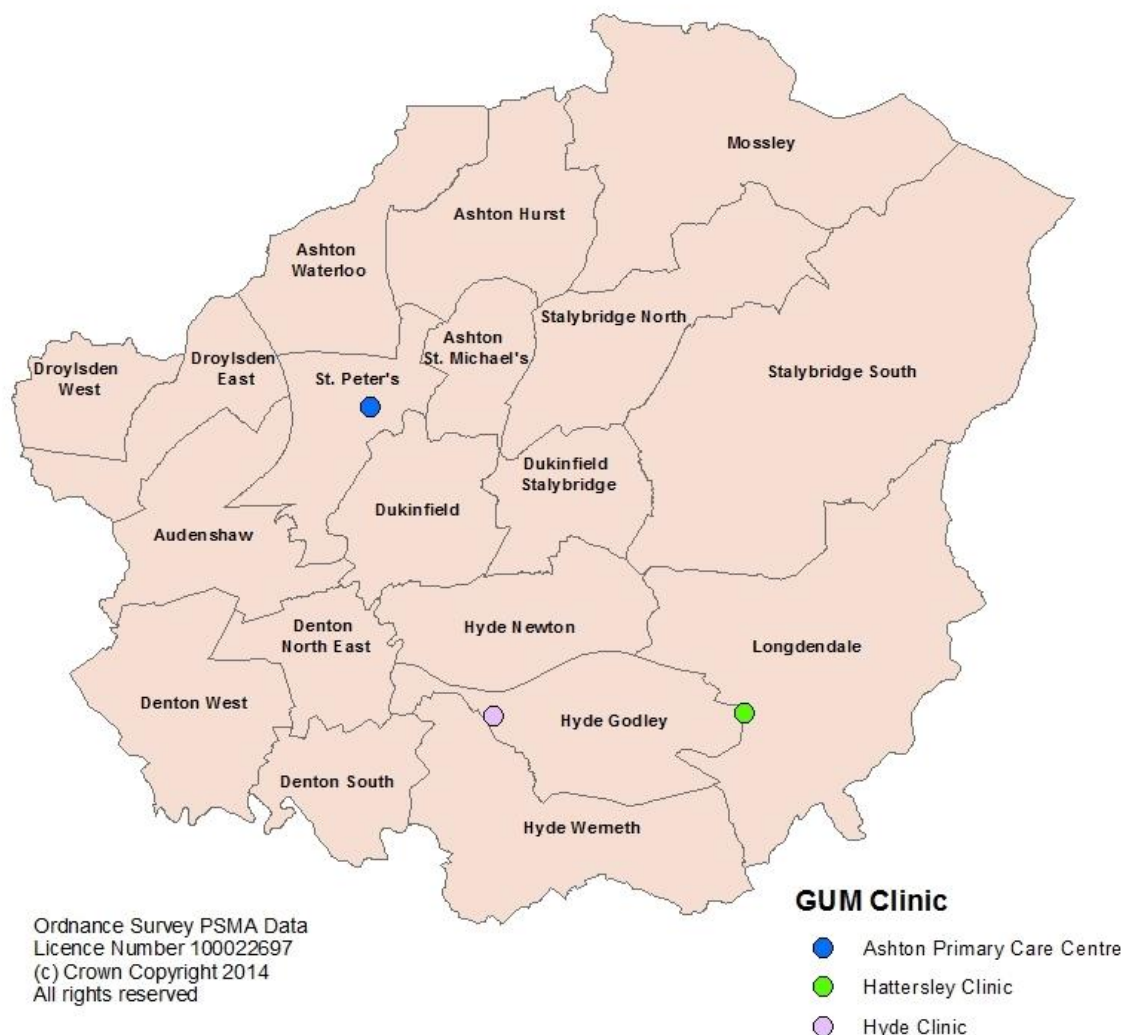 Mossley
Ashton Hurst
Ashton
Waterloo
Stalybridge North
Ashton
St. Michael's
Droylsden
West
Droylsden
East
St. Peter's
Stalybridge South
Dukinfield
Stalybridge
Dukinfield
Audenshaw
Hyde Newton
Denton
North East
Longdendale
Denton West
Hyde Godley
Denton South
Hyde Werneth
Ordnance Survey PSMA Data
Licence Number 100022697
(c) Crown Copyright 2014
All rights reserved
GUM Clinic
Ashton Primary Care Centre
Hattersley Clinic
Hyde Clinic